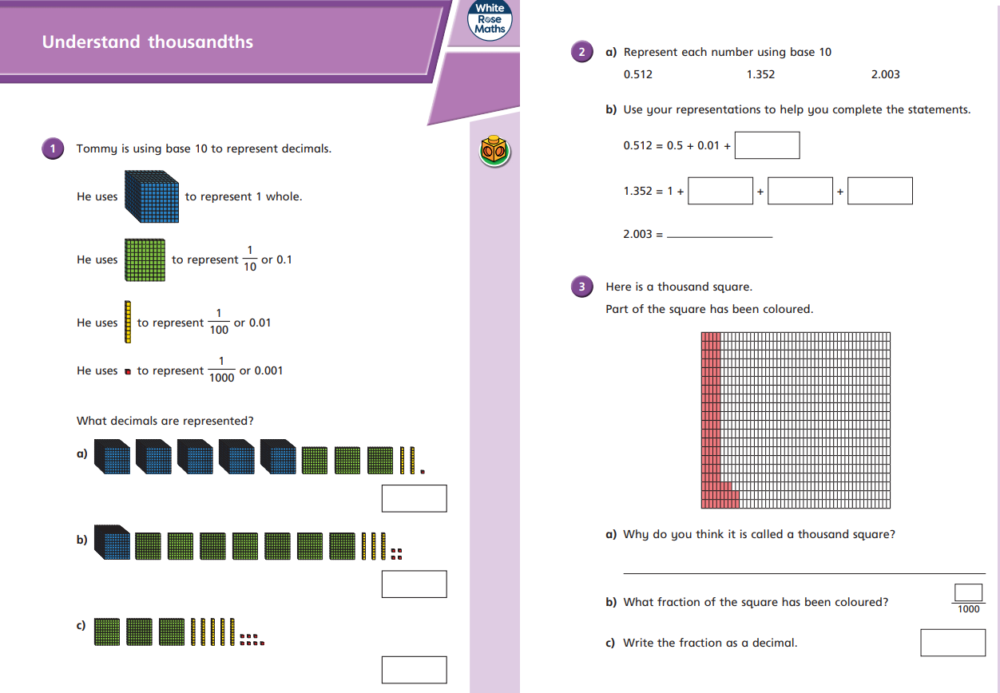 Understand thousandths
White
Rose
Maths
1
Tommy is using base 10 to represent decimals.
He uses to represent 1 whole.
He uses to represent 1/10 or 0.1
He uses to represent 1/100 or 0.01
He uses to represent 1/1000 or 0.001
What decimals are represented?
a)
b)
c)
2 a) Represent each number using base 10
0.512 1.352 2.003
b) Use your representations to help you complete the statements.
0.512 = 0.5 + 0.01 +
1.352 = 1 + + +
2.003 =
3 Here is a thousand square.
Part of the square has been coloured.
a) Why do you think it is called a thousand square?
b) What fraction of the square has been coloured?
1000
c) Write the fraction as a decimal.